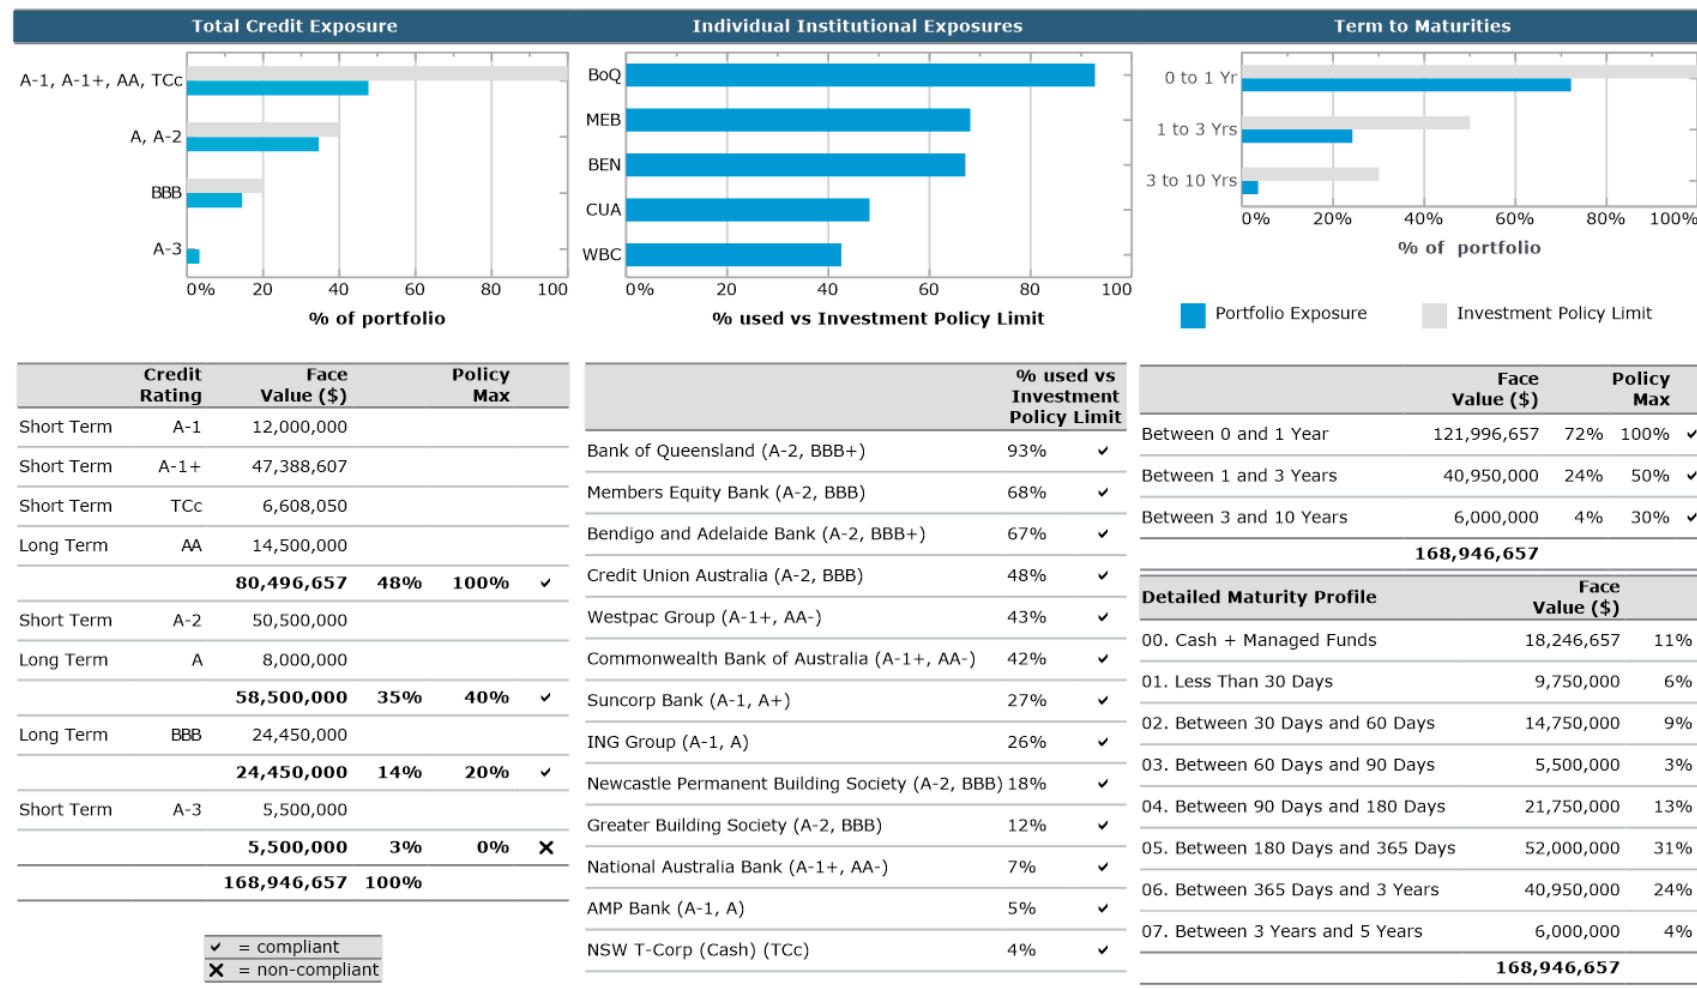 Total Credit Exposure
A-1, A-1+, AA, TCc
A, A-2
BBB
A-3
0% 20 40 60 80 100
% of portfolio
Individual Institutional Exposures
BoQ
MEB
BEN
CUA
WBC
0% 20 40 60 80 100
% used vs Investment Policy Limit
Term to Maturities
0 to 1 Yr
1 to 3 Yrs
3 to 10 Yrs
0% 20% 40% 60% 80% 100%
% of portfolio
Portfolio Exposure Investment Policy Limit
Credit Face Policy
Rating Value ($) Max
Short Term A-1 12,000,000
Short Term A-1+ 47,388,607
Short Term TCc 6,608,050
Long Term AA 14,500,000
80,496,657 48% 100% ✔
Short Term A-2 50,500,000
Long Term A 8,000,000
58,500,000 35% 40% ✔
Long Term BBB 24,450,000
24,450,000 14% 20% ✔
Short Term A-3 5,500,000
5,500,000 3% 0% ✖
168,946,657 100%
✔ = compliant
✖ = non-compliant
% used vs
Investment
Policy Limit
Bank of Queensland (A-2, BBB+) 93% ✔
Members Equity Bank (A-2, BBB) 68% ✔
Bendigo and Adelaide Bank (A-2, BBB+) 67% ✔
Credit Union Australia (A-2, BBB) 48% ✔
Westpac Group (A-1+, AA-) 43% ✔
Commonwealth Bank of Australia (A-1+, AA-) 42% ✔
Suncorp Bank (A-1, A+) 27% ✔
ING Group (A-1, A) 26% ✔
Newcastle Permanent Building Society (A-2, BBB) 18% ✔
Greater Building Society (A-2, BBB) 12% ✔
National Australia Bank (A-1+, AA-) 7% ✔
AMP Bank (A-1, A) 5% ✔
NSW T-Corp (Cash) (TCc) 4% ✔
Face Policy
Value ($) Max
Between 0 and 1 Year 121,996,657 72% 100% ✔
Between 1 and 3 Years 40,950,000 24% 50% ✔
Between 3 and 10 Years 6,000,000 4% 30% ✔
168,946,657
Detailed Maturity Profile Face
Value ($)
00. Cash + Managed Funds 18,246,657 11%
01. Less Than 30 Days 9,750,000 6%
02. Between 30 Days and 60 Days 14,750,000 9%
03. Between 60 Days and 90 Days 5,500,000 3%
04. Between 90 Days and 180 Days 21,750,000 13%
05. Between 180 Days and 365 Days 52,000,000 31%
06. Between 365 Days and 3 Years 40,950,000 24%
07. Between 3 Years and 5 Years 6,000,000 4%
168,946,657